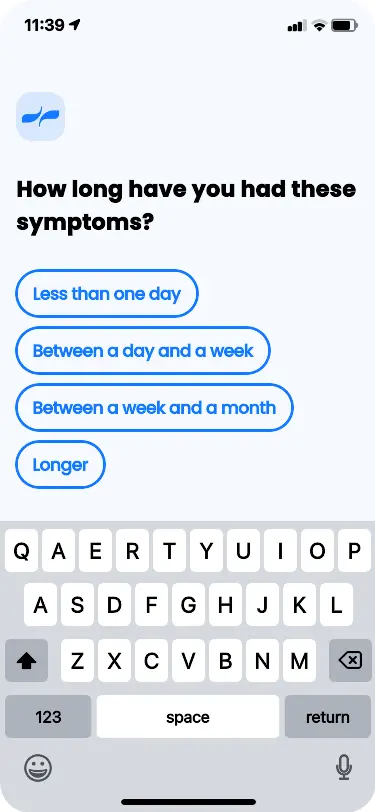 11:39
How long have you had these
symptoms?
Less than one day
Between a day and a week
Between a week and a month
Longer
Q A E R T Y U I O P
A S D F G H J K L
Z X C V B N M
123 space return